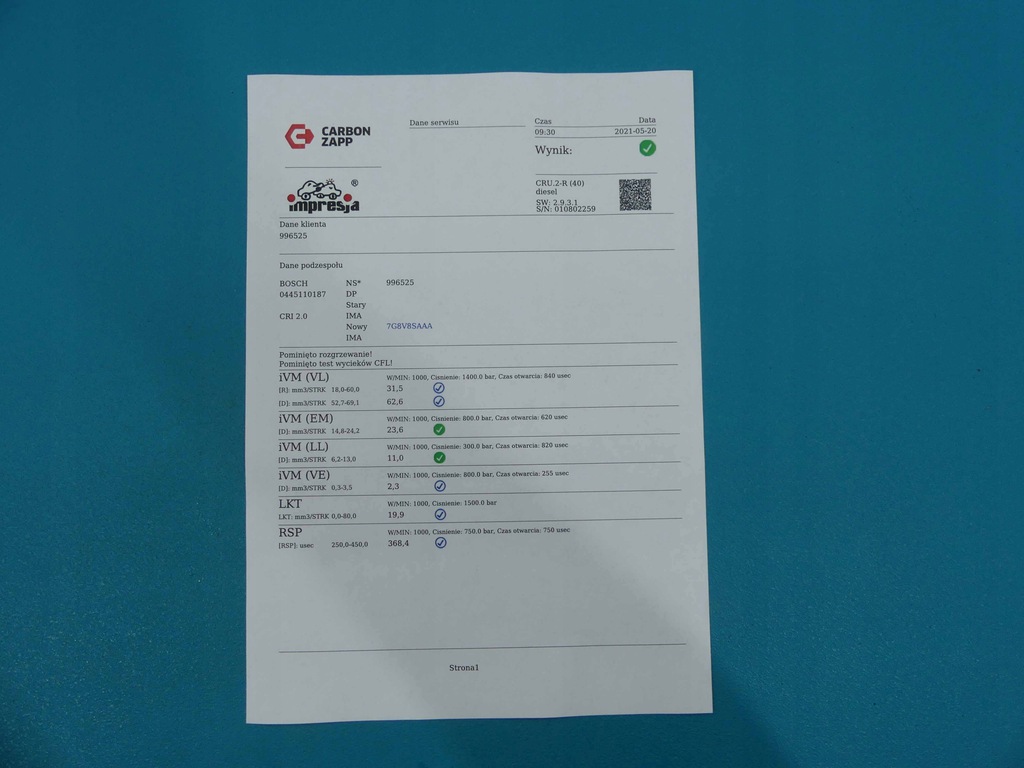 CARBON
ZAPP
Dane serwisu
Czas Data
09:30 2021-05-20
Wynik:
impresja ®
CRU.2-R (40)
diesel
SW: 2.9.3.1
S/N: 010802259
Dane klienta
996525
Dane podzespołu
BOSCH NS* 996525
0445110187 DP
Stary
CRI 2.0 IMA
Nowy 7G8V8SAAA
IMA
Pominięto rozgrzewanie!
Pominięto test wycieków CFL!
iVM (VL) W/MIN: 1000, Cisnienie: 1400.0 bar, Czas otwarcia: 840 usec
[R]: mm3/STRK 18,0-60,0 31,5
[D]: mm3/STRK 52,7-69,1 62,6
iVM (EM) W/MIN: 1000, Cisnienie: 800.0 bar, Czas otwarcia: 620 usec
[D]: mm3/STRK 14,8-24,2 23,6
iVM (LL) W/MIN: 1000, Cisnienie: 300.0 bar, Czas otwarcia: 820 usec
[D]: mm3/STRK 6,2-13,0 11,0
iVM (VE) W/MIN: 1000, Cisnienie: 800.0 bar, Czas otwarcia: 255 usec
[D]: mm3/STRK 0,3-3,5 2,3
LKT W/MIN: 1000, Cisnienie: 1500.0 bar
LKT: mm3/STRK 0,0-80,0 19,9
RSP W/MIN: 1000, Cisnienie: 750.0 bar, Czas otwarcia: 750 usec
[RSP]: usec 250,0-450,0 368,4
Strona1